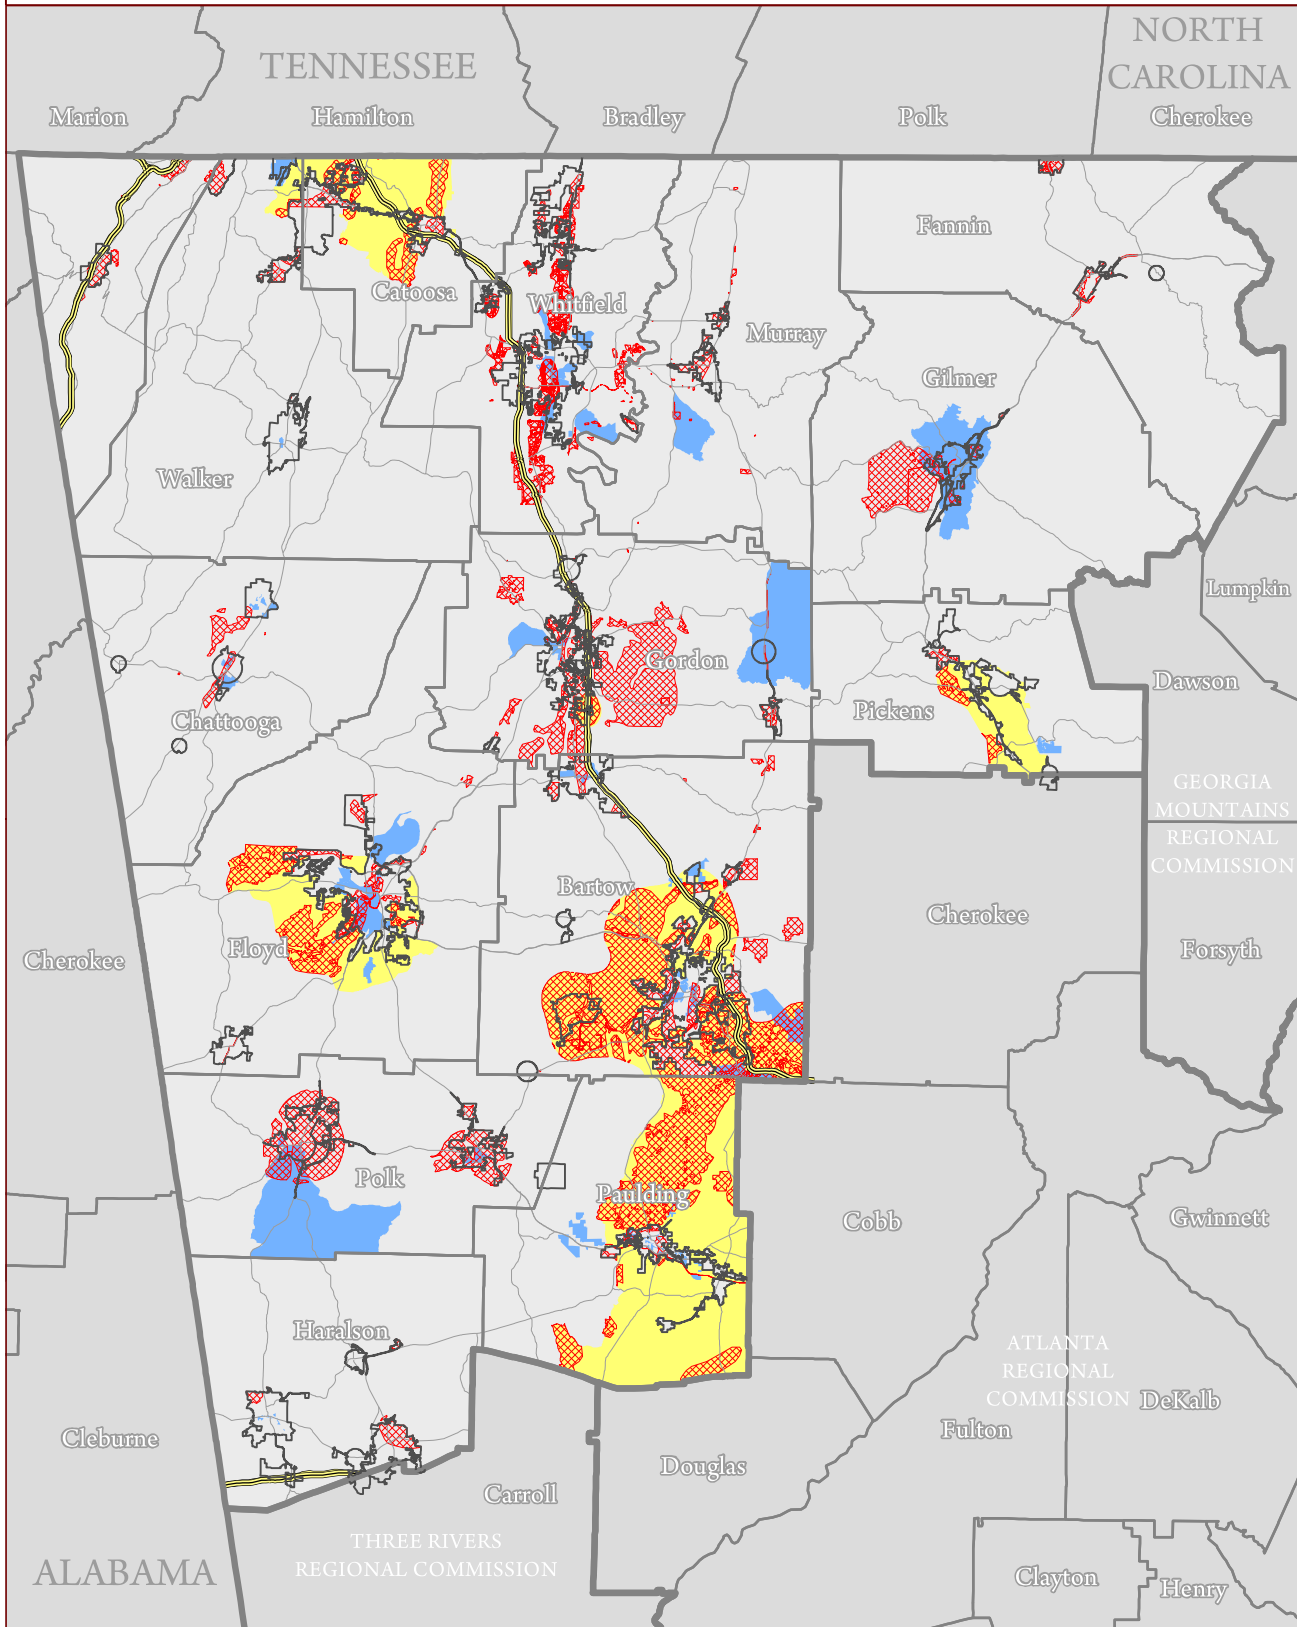 NORTH
CAROLINA
TENNESSEE
Marion
Hamilton
Bradley
Polk
Cherokee
Fannin
Catoosa
Whitfield
Murray
Gilmer
Walker
Lumpkin
Gordon
Dawson
Chattooga
Pickens
GEORGIA
MOUNTAINS
REGIONAL
COMMISSION
Bartow
Cherokee
Floyd
Cherokee
Forsyth
Polk
Paulding
Cobb
Gwinnett
Haralson
ATLANTA
REGIONAL
COMMISSION
DeKalb
Fulton
Cleburne
Douglas
Carroll
THREE RIVERS
REGIONAL COMMISSION
ALABAMA
Clayton
Henry